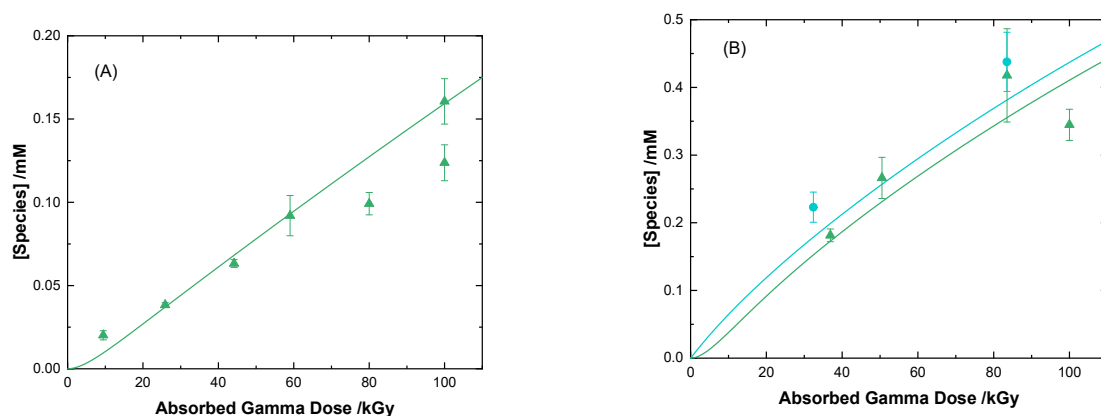 (A)
[Species] /mM
0.20
0.15
0.10
0.05
0.00
0 20 40 60 80 100
Absorbed Gamma Dose /kGy
(B)
[Species] /mM
0.5
0.4
0.3
0.2
0.1
0.0
0 20 40 60 80 100
Absorbed Gamma Dose /kGy